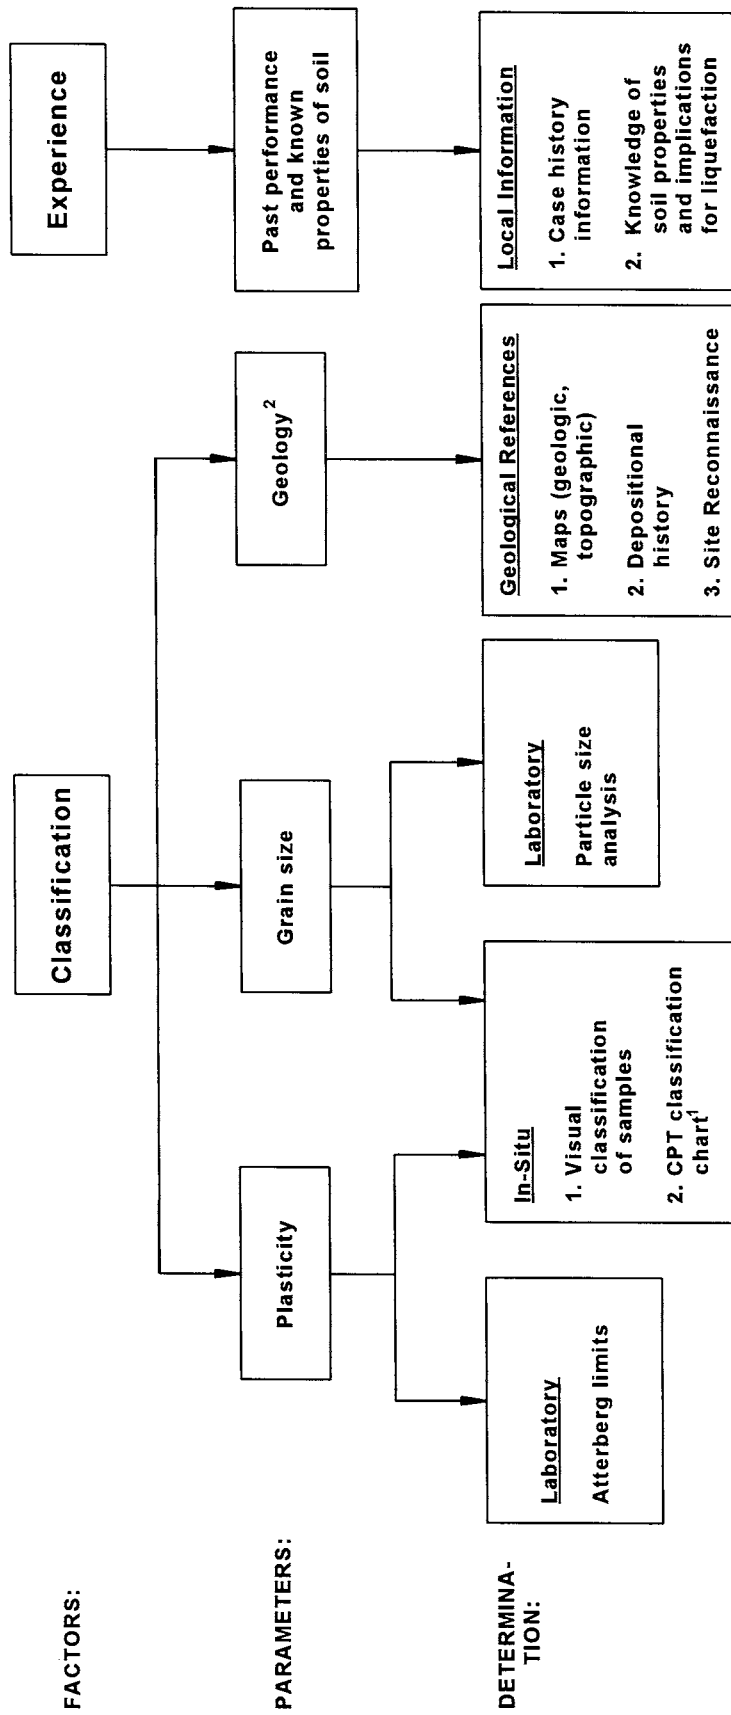 FACTORS:
Classification
Experience
PARAMETERS:
Plasticity
Grain size
Geology²
Past performance
and known
properties of soil
DETERMINA-
TION:
Laboratory
Atterberg limits
In-Situ
1. Visual
classification
of samples
2. CPT classification
chart¹
Laboratory
Particle size
analysis
Geological References
1. Maps (geologic,
topographic)
2. Depositional
history
3. Site Reconnaissance
Local Information
1. Case history
information
2. Knowledge of
soil properties
and implications
for liquefaction